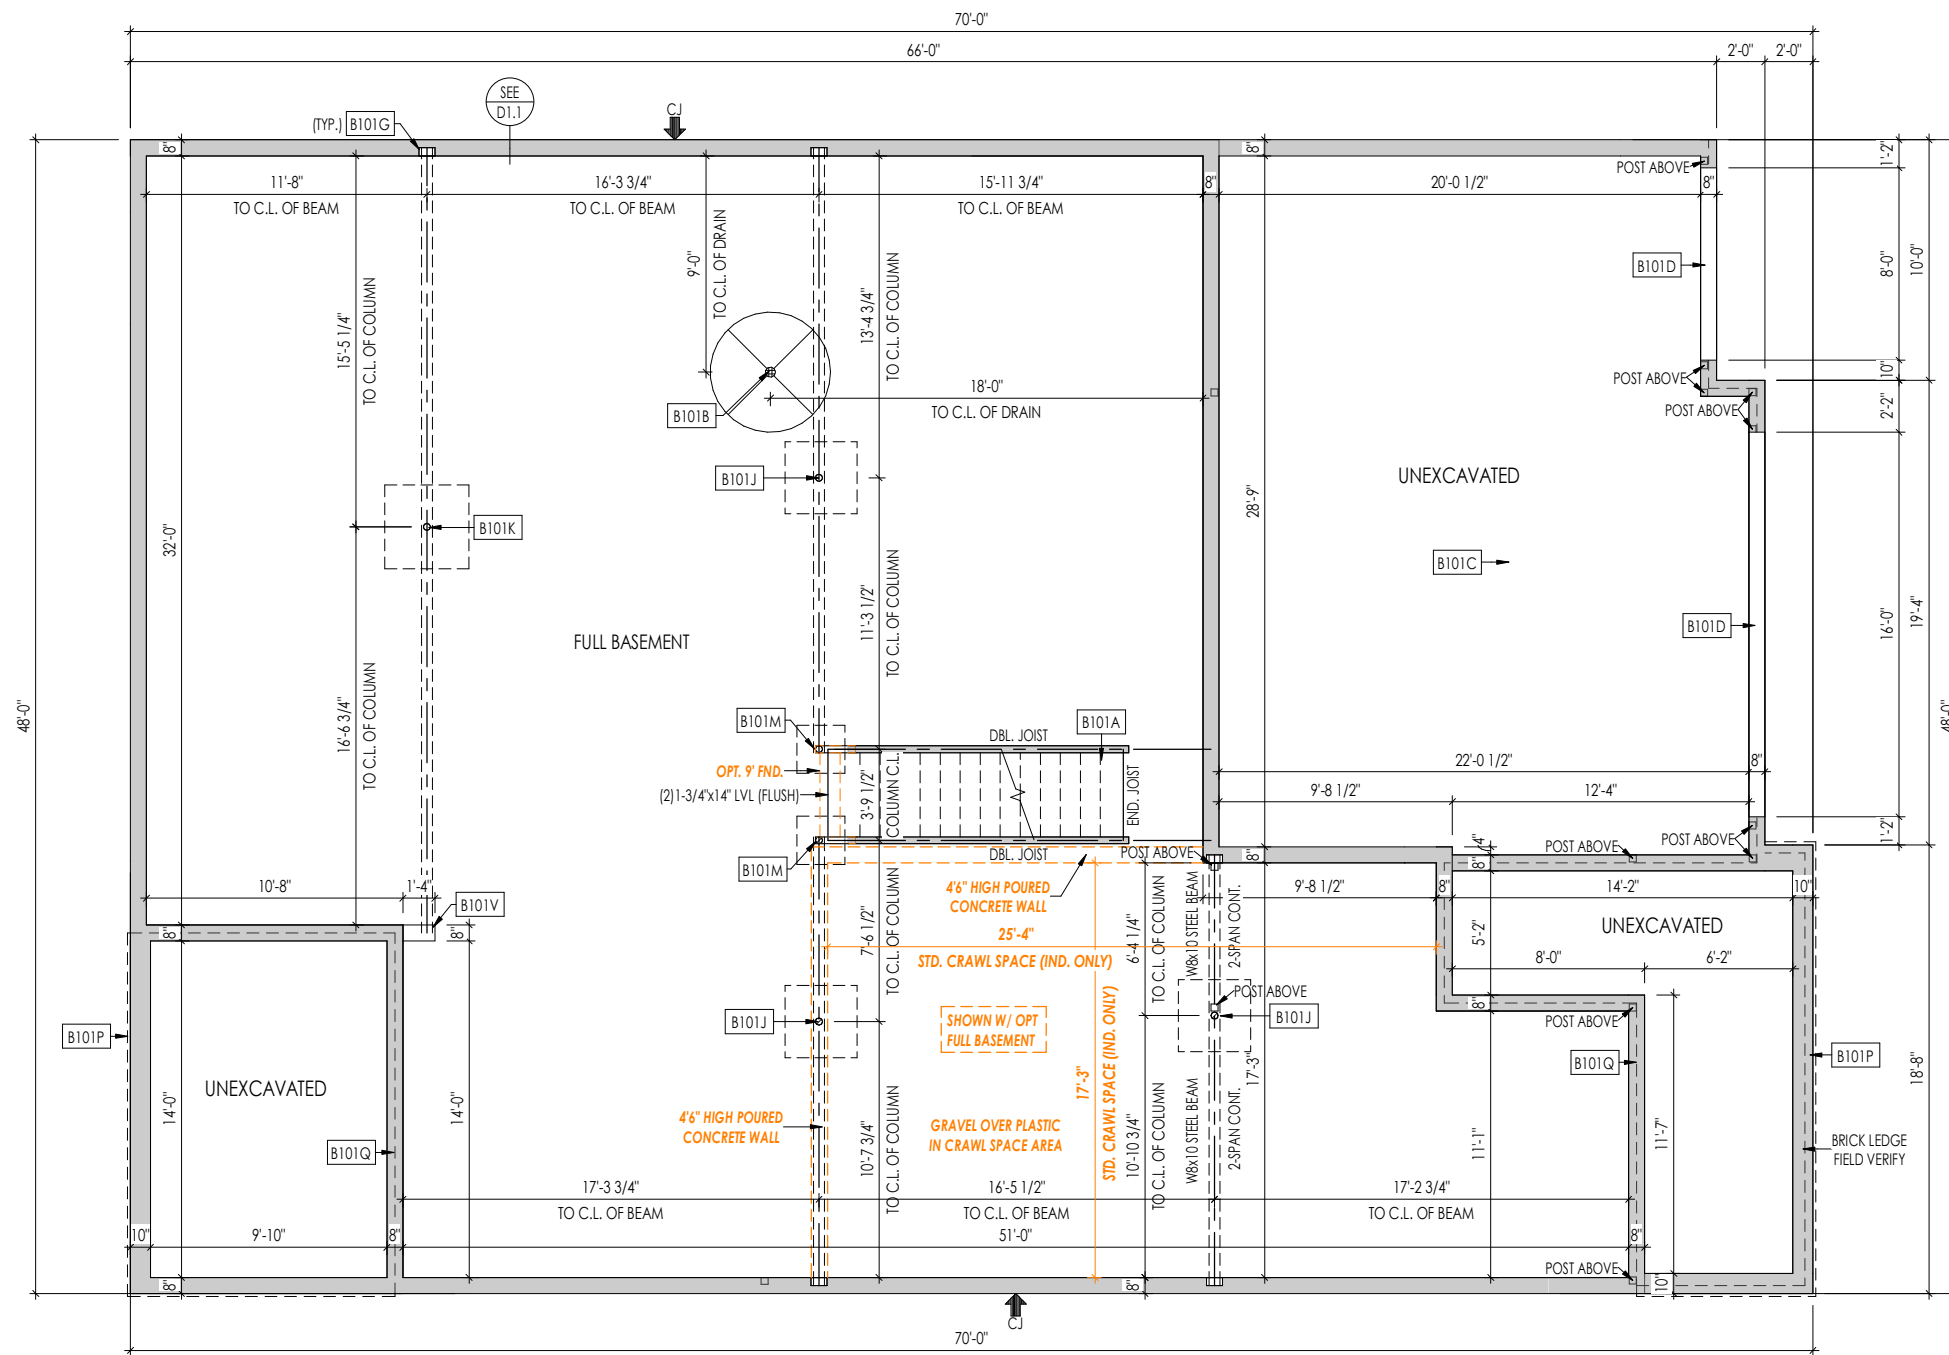 70'-0"
66'-0"
2'-0"
2'-0"
SEE
D1.1
(TYP.) B101G
CJ
8"
8"
POST ABOVE
1'-2"
11'-8"
TO C.L. OF BEAM
16'-3 3/4"
TO C.L. OF BEAM
15'-11 3/4"
TO C.L. OF BEAM
8"
20'-0 1/2"
8"
9'-0"
TO C.L. OF DRAIN
B101D
8'-0"
10'-0"
15'-5 1/4"
TO C.L. OF COLUMN
13'-4 3/4"
TO C.L. OF COLUMN
18'-0"
TO C.L. OF DRAIN
B101B
POST ABOVE
10"
POST ABOVE
2'-2"
B101J
UNEXCAVATED
28'-9"
B101K
32'-0"
B101C
48'-0"
FULL BASEMENT
11'-3 1/2"
TO C.L. OF COLUMN
B101D
16'-0"
19'-4"
48'-0"
16'-6 3/4"
TO C.L. OF COLUMN
B101M
DBL. JOIST
B101A
OPT. 9' FND.
(2)1-3/4"x14" LVL (FLUSH)
3'-9 1/2"
COLUMN C.L.
END. JOIST
22'-0 1/2"
8"
9'-8 1/2"
12'-4"
B101M
DBL. JOIST
POST ABOVE
8"
4"
8"
POST ABOVE
POST ABOVE
1'-2"
10'-8"
1'-4"
B101V
4'6" HIGH POURED
CONCRETE WALL
9'-8 1/2"
8"
14'-2"
10"
8"
8"
7'-6 1/2"
TO C.L. OF COLUMN
25'-4"
STD. CRAWL SPACE (IND. ONLY)
6'-4 1/4"
TO C.L. OF COLUMN
W8x10 STEEL BEAM
2-SPAN CONT.
5'-2"
UNEXCAVATED
8'-0"
6'-2"
B101J
SHOWN W/ OPT
FULL BASEMENT
POST ABOVE
B101J
8"
POST ABOVE
B101P
B101Q
B101P
UNEXCAVATED
14'-0"
14'-0"
17'-3"
STD. CRAWL SPACE (IND. ONLY)
17'-3"
18'-8"
4'6" HIGH POURED
CONCRETE WALL
10'-7 3/4"
TO C.L. OF COLUMN
GRAVEL OVER PLASTIC
IN CRAWL SPACE AREA
10'-10 3/4"
TO C.L. OF COLUMN
W8x10 STEEL BEAM
2-SPAN CONT.
11'-1"
11'-7"
B101Q
BRICK LEDGE
FIELD VERIFY
17'-3 3/4"
TO C.L. OF BEAM
16'-5 1/2"
TO C.L. OF BEAM
17'-2 3/4"
TO C.L. OF BEAM
10"
9'-10"
8"
51'-0"
8"
POST ABOVE
8"
8"
10"
CJ
70'-0"